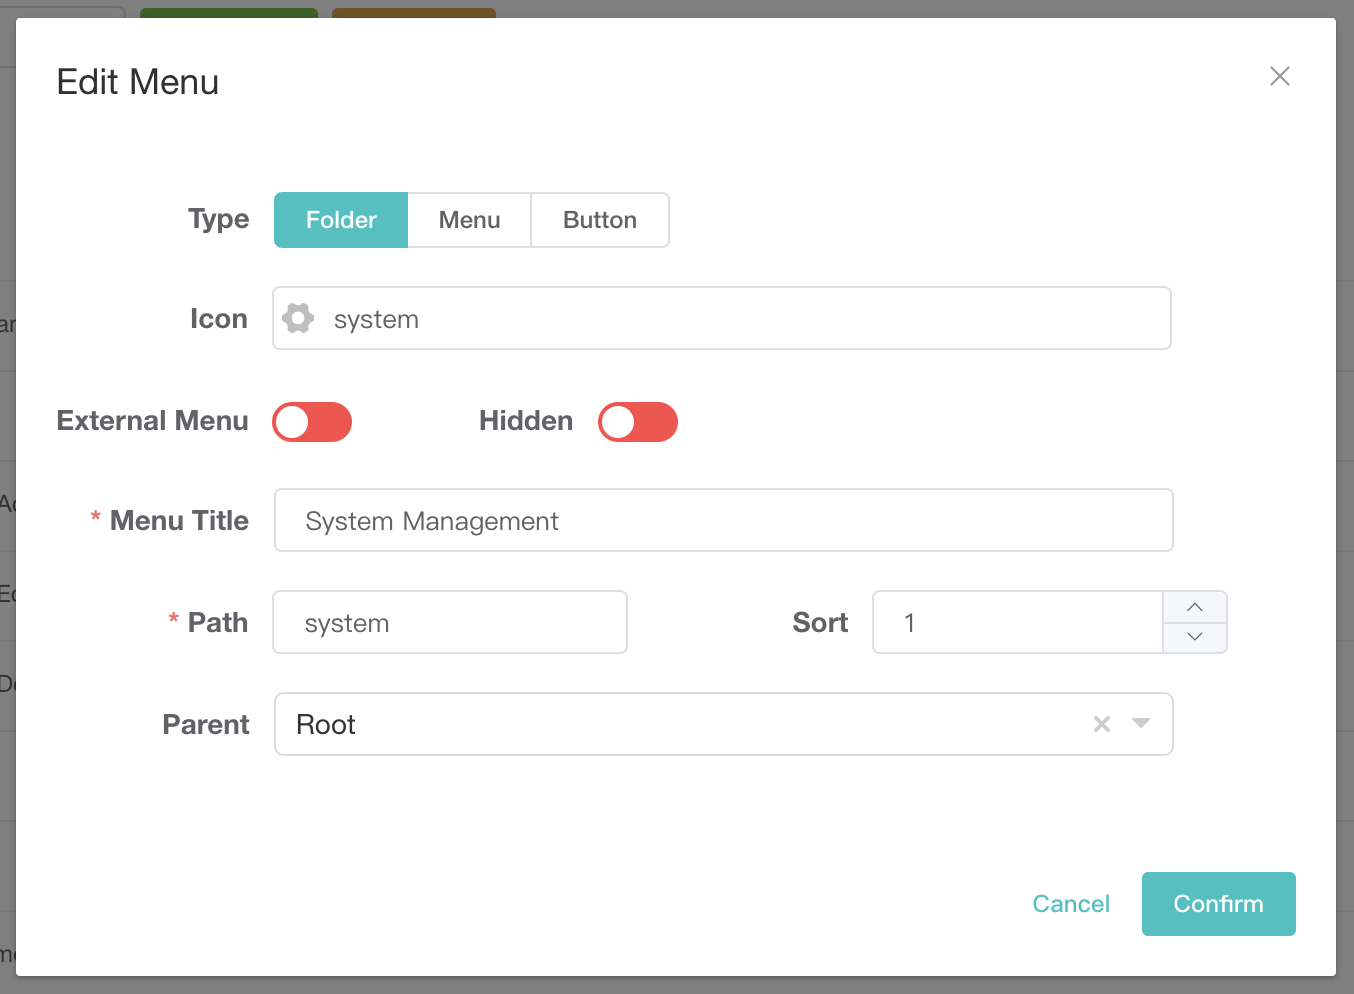 Edit Menu
Type Folder Menu Button
Icon system
External Menu Hidden
* Menu Title System Management
* Path system Sort 1
Parent Root
Cancel Confirm